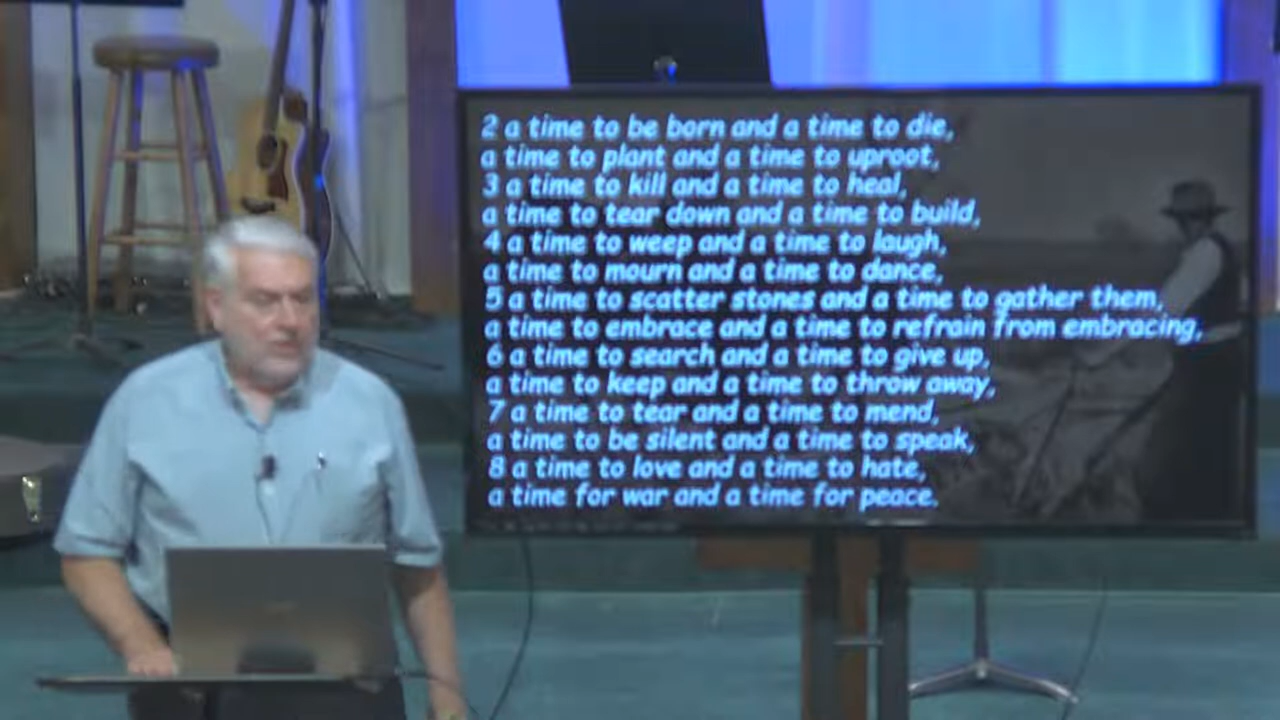 2 a time to be born and a time to die,
a time to plant and a time to uproot,
3 a time to kill and a time to heal,
a time to tear down and a time to build,
4 a time to weep and a time to laugh,
a time to mourn and a time to dance,
5 a time to scatter stones and a time to gather them,
a time to embrace and a time to refrain from embracing,
6 a time to search and a time to give up,
a time to keep and a time to throw away,
7 a time to tear and a time to mend,
a time to be silent and a time to speak,
8 a time to love and a time to hate,
a time for war and a time for peace.